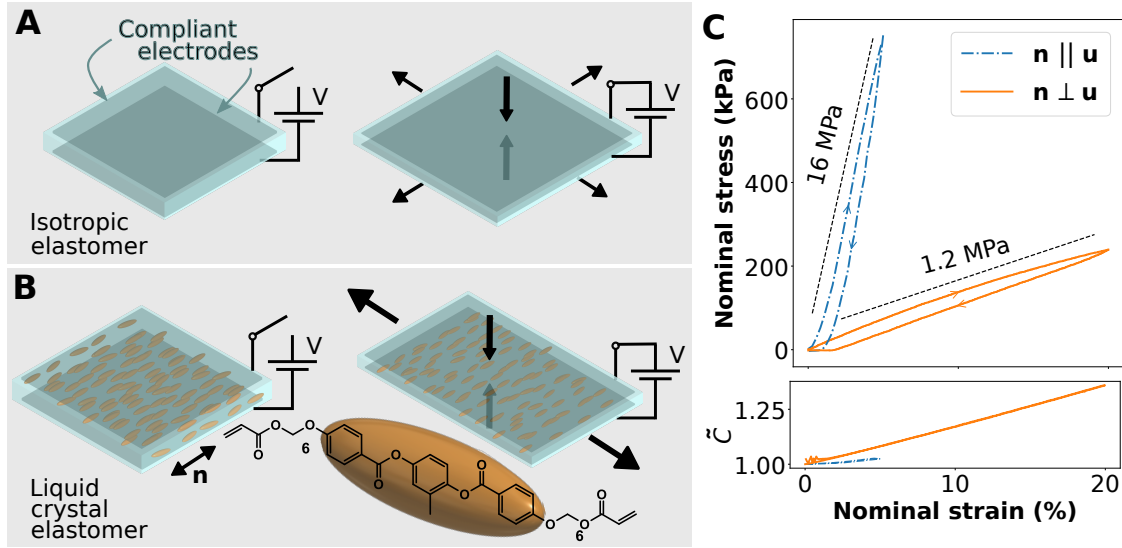 A
Compliant
electrodes
V
V
Isotropic
elastomer
B
V
V
n
Liquid
crystal
elastomer
O
O
6
O
O
O
O
O
O
O
6
O
C
n || u
n ⊥ u
Nominal stress (kPa)
600
400
200
0
16 MPa
1.2 MPa
C̃
1.25
1.00
0
10
20
Nominal strain (%)